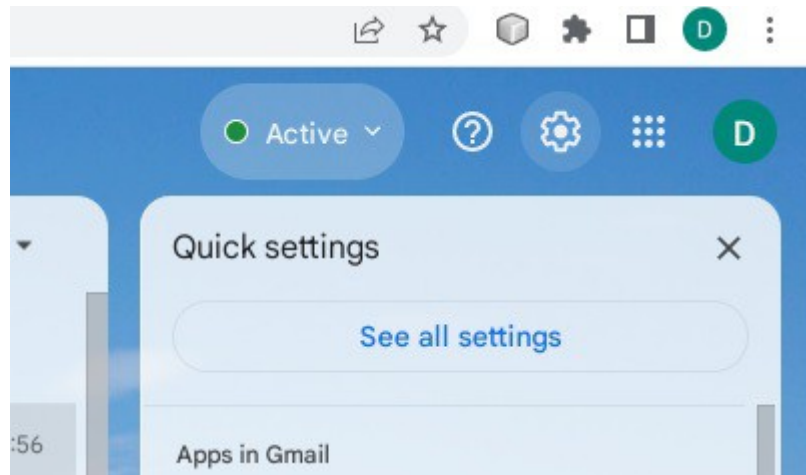 D
Active
D
Quick settings
See all settings
:56
Apps in Gmail